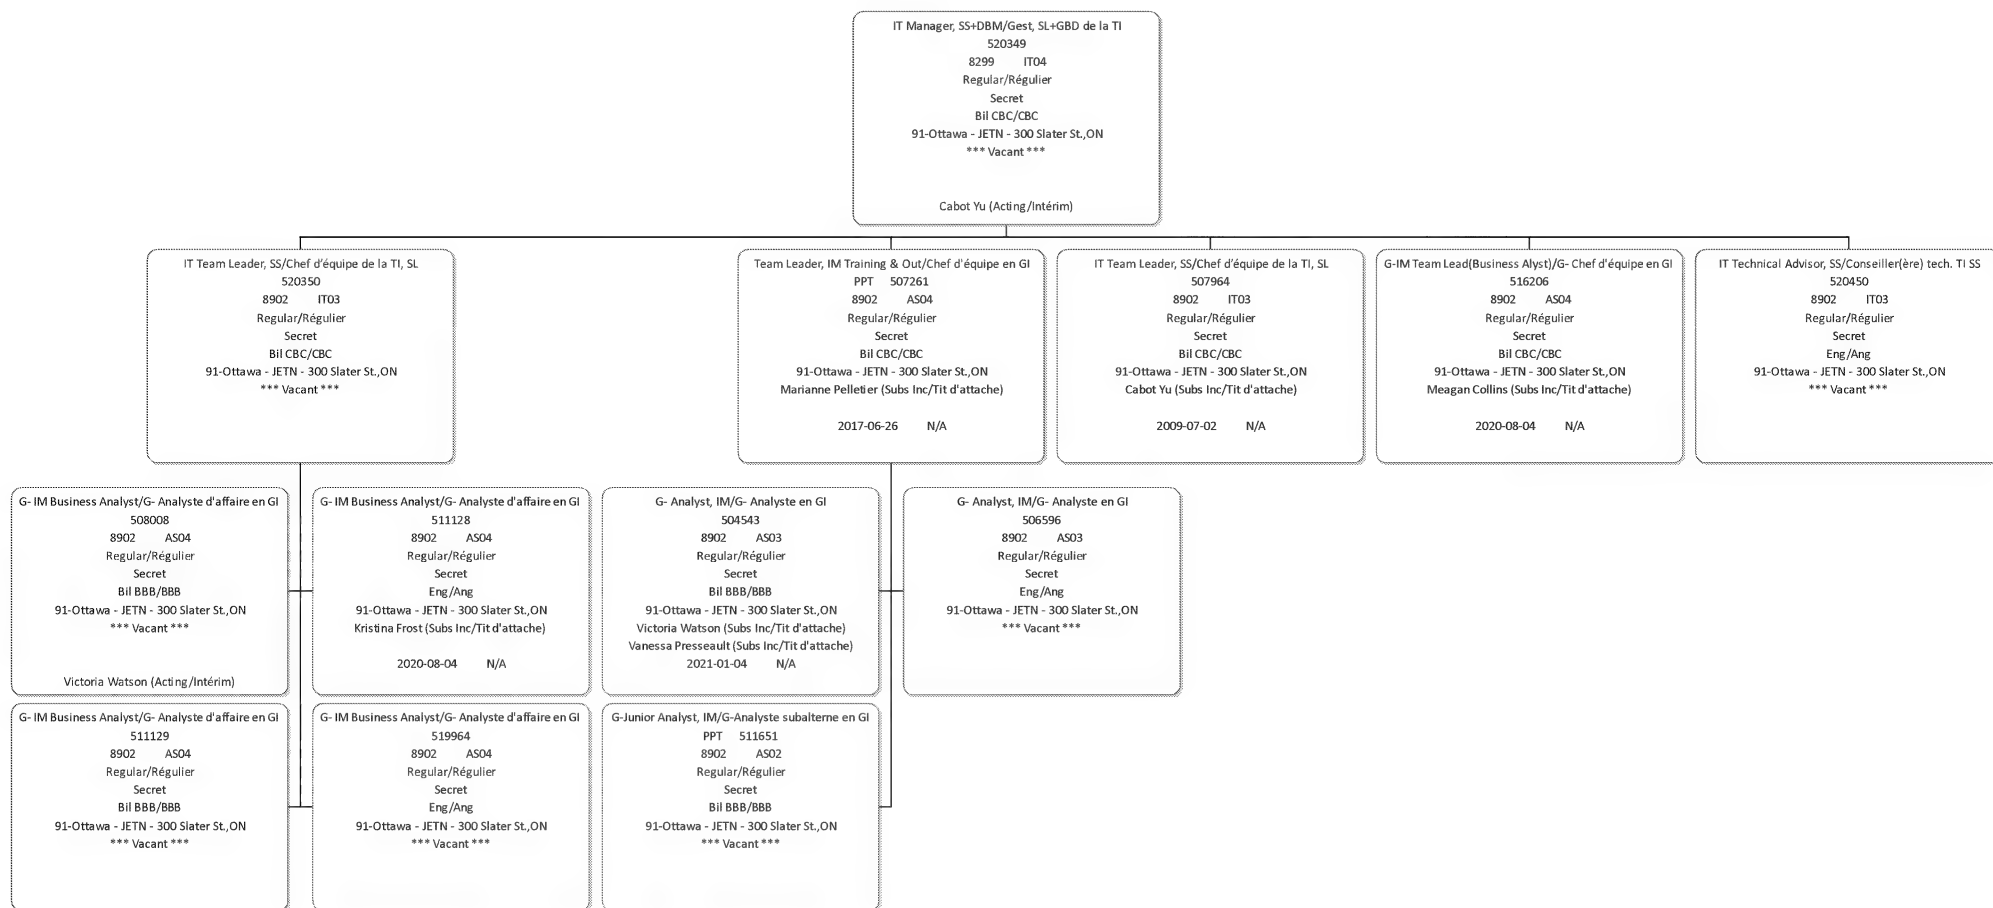 IT Manager, SS+DBM/Gest, SL+GBD de la TI
520349
8299 IT04
Regular/Régulier
Secret
Bil CBC/CBC
91-Ottawa - JETN - 300 Slater St.,ON
*** Vacant ***
Cabot Yu (Acting/Intérim)
IT Team Leader, SS/Chef d'équipe de la TI, SL
520350
8902 IT03
Regular/Régulier
Secret
Bil CBC/CBC
91-Ottawa - JETN - 300 Slater St.,ON
*** Vacant ***
Team Leader, IM Training & Out/Chef d'équipe en GI
PPT 507261
8902 AS04
Regular/Régulier
Secret
Bil CBC/CBC
91-Ottawa - JETN - 300 Slater St.,ON
Marianne Pelletier (Subs Inc/Tit d'attache)
2017-06-26 N/A
IT Team Leader, SS/Chef d'équipe de la TI, SL
507964
8902 IT03
Regular/Régulier
Secret
Bil CBC/CBC
91-Ottawa - JETN - 300 Slater St.,ON
Cabot Yu (Subs Inc/Tit d'attache)
2009-07-02 N/A
G-IM Team Lead(Business Alyst)/G- Chef d'équipe en GI
516206
8902 AS04
Regular/Régulier
Secret
Bil CBC/CBC
91-Ottawa - JETN - 300 Slater St.,ON
Meagan Collins (Subs Inc/Tit d'attache)
2020-08-04 N/A
IT Technical Advisor, SS/Conseiller(ère) tech. TI SS
520450
8902 IT03
Regular/Régulier
Secret
Eng/Ang
91-Ottawa - JETN - 300 Slater St.,ON
*** Vacant ***
G- IM Business Analyst/G- Analyste d'affaire en GI
508008
8902 AS04
Regular/Régulier
Secret
Bil BBB/BBB
91-Ottawa - JETN - 300 Slater St.,ON
*** Vacant ***
Victoria Watson (Acting/Intérim)
G- IM Business Analyst/G- Analyste d'affaire en GI
511128
8902 AS04
Regular/Régulier
Secret
Eng/Ang
91-Ottawa - JETN - 300 Slater St.,ON
Kristina Frost (Subs Inc/Tit d'attache)
2020-08-04 N/A
G- Analyst, IM/G- Analyste en GI
504543
8902 AS03
Regular/Régulier
Secret
Bil BBB/BBB
91-Ottawa - JETN - 300 Slater St.,ON
Victoria Watson (Subs Inc/Tit d'attache)
Vanessa Presseault (Subs Inc/Tit d'attache)
2021-01-04 N/A
G- Analyst, IM/G- Analyste en GI
506596
8902 AS03
Regular/Régulier
Secret
Eng/Ang
91-Ottawa - JETN - 300 Slater St.,ON
*** Vacant ***
G- IM Business Analyst/G- Analyste d'affaire en GI
511129
8902 AS04
Regular/Régulier
Secret
Bil BBB/BBB
91-Ottawa - JETN - 300 Slater St.,ON
*** Vacant ***
G- IM Business Analyst/G- Analyste d'affaire en GI
519964
8902 AS04
Regular/Régulier
Secret
Eng/Ang
91-Ottawa - JETN - 300 Slater St.,ON
*** Vacant ***
G-Junior Analyst, IM/G-Analyste subalterne en GI
PPT 511651
8902 AS02
Regular/Régulier
Secret
Bil BBB/BBB
91-Ottawa - JETN - 300 Slater St.,ON
*** Vacant ***